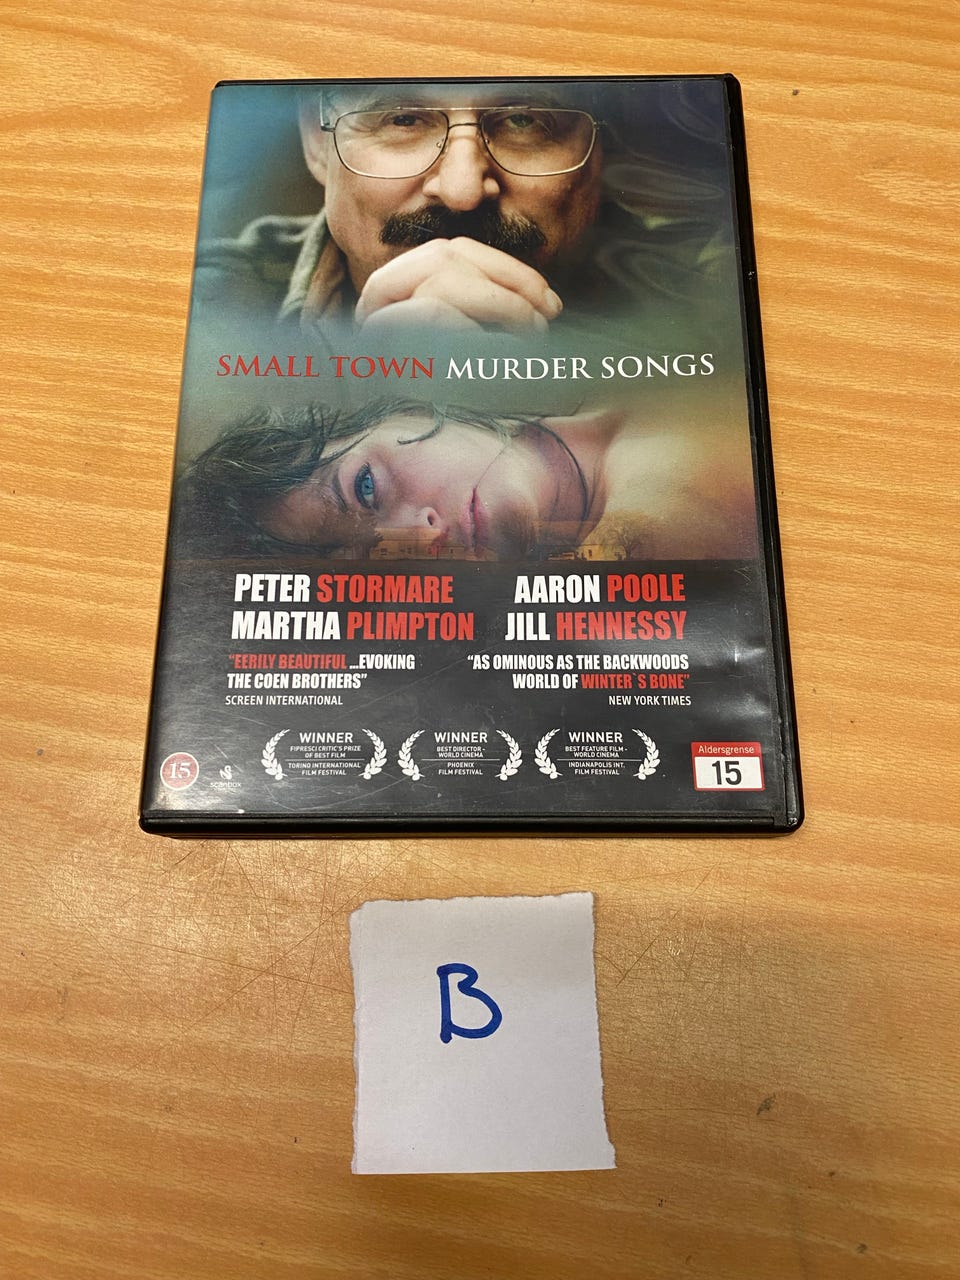 SMALL TOWN MURDER SONGS
PETER STORMARE
MARTHA PLIMPTON
AARON POOLE
JILL HENNESSY
"EERILY BEAUTIFUL ...EVOKING
THE COEN BROTHERS"
SCREEN INTERNATIONAL
"AS OMINOUS AS THE BACKWOODS
WORLD OF WINTER`S BONE"
NEW YORK TIMES
15
scanbox
WINNER
FIPRESCI CRITIC'S PRIZE
OF BEST FILM
TORINO INTERNATIONAL
FILM FESTIVAL
WINNER
BEST DIRECTOR -
WORLD CINEMA
PHOENIX
FILM FESTIVAL
WINNER
BEST FEATURE FILM -
WORLD CINEMA
INDIANAPOLIS INT.
FILM FESTIVAL
Aldersgrense
15
B